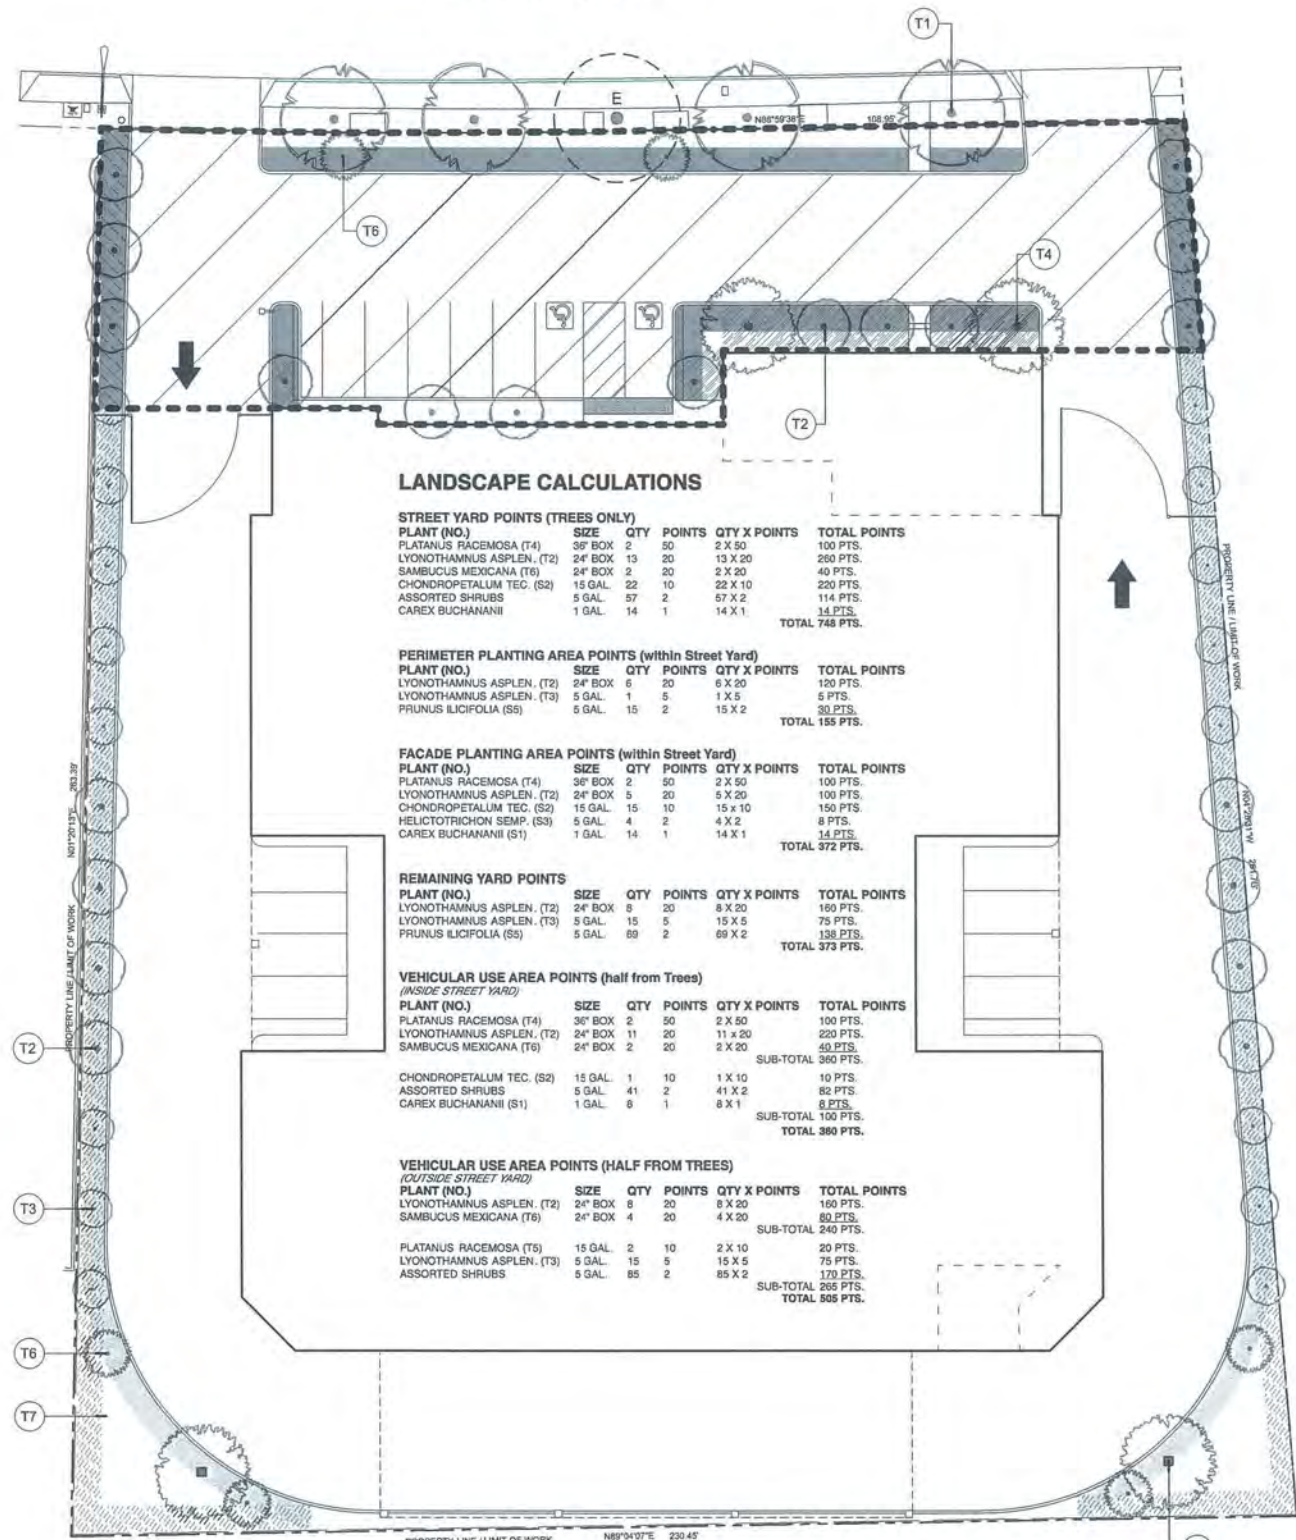 T1
E
N88°59'38"E 108.95'
T6
T4
T2
LANDSCAPE CALCULATIONS
STREET YARD POINTS (TREES ONLY)
PLANT (NO.) SIZE QTY POINTS QTY X POINTS TOTAL POINTS
PLATANUS RACEMOSA (T4) 36" BOX 2 50 2 X 50 100 PTS.
LYONOTHAMNUS ASPLEN. (T2) 24" BOX 13 20 13 X 20 260 PTS.
SAMBUCUS MEXICANA (T6) 24" BOX 2 20 2 X 20 40 PTS.
CHONDROPETALUM TEC. (S2) 15 GAL. 22 10 22 X 10 220 PTS.
ASSORTED SHRUBS 5 GAL. 57 2 57 X 2 114 PTS.
CAREX BUCHANANII 1 GAL. 14 1 14 X 1 14 PTS.
TOTAL 748 PTS.
PERIMETER PLANTING AREA POINTS (within Street Yard)
PLANT (NO.) SIZE QTY POINTS QTY X POINTS TOTAL POINTS
LYONOTHAMNUS ASPLEN. (T2) 24" BOX 6 20 6 X 20 120 PTS.
LYONOTHAMNUS ASPLEN. (T3) 5 GAL. 1 5 1 X 5 5 PTS.
PRUNUS ILICIFOLIA (S5) 5 GAL. 15 2 15 X 2 30 PTS.
TOTAL 155 PTS.
FACADE PLANTING AREA POINTS (within Street Yard)
PLANT (NO.) SIZE QTY POINTS QTY X POINTS TOTAL POINTS
PLATANUS RACEMOSA (T4) 36" BOX 2 50 2 X 50 100 PTS.
LYONOTHAMNUS ASPLEN. (T2) 24" BOX 5 20 5 X 20 100 PTS.
CHONDROPETALUM TEC. (S2) 15 GAL. 15 10 15 x 10 150 PTS.
HELICTOTRICHON SEMP. (S3) 5 GAL. 4 2 4 X 2 8 PTS.
CAREX BUCHANANII (S1) 1 GAL. 14 1 14 X 1 14 PTS.
TOTAL 372 PTS.
REMAINING YARD POINTS
PLANT (NO.) SIZE QTY POINTS QTY X POINTS TOTAL POINTS
LYONOTHAMNUS ASPLEN. (T2) 24" BOX 8 20 8 X 20 160 PTS.
LYONOTHAMNUS ASPLEN. (T3) 5 GAL. 15 5 15 X 5 75 PTS.
PRUNUS ILICIFOLIA (S5) 5 GAL. 69 2 69 X 2 138 PTS.
TOTAL 373 PTS.
VEHICULAR USE AREA POINTS (half from Trees)
(INSIDE STREET YARD)
PLANT (NO.) SIZE QTY POINTS QTY X POINTS TOTAL POINTS
PLATANUS RACEMOSA (T4) 36" BOX 2 50 2 X 50 100 PTS.
LYONOTHAMNUS ASPLEN. (T2) 24" BOX 11 20 11 x 20 220 PTS.
SAMBUCUS MEXICANA (T6) 24" BOX 2 20 2 X 20 40 PTS.
SUB-TOTAL 360 PTS.
CHONDROPETALUM TEC. (S2) 15 GAL. 1 10 1 X 10 10 PTS.
ASSORTED SHRUBS 5 GAL. 41 2 41 X 2 82 PTS.
CAREX BUCHANANII (S1) 1 GAL. 8 1 8 X 1 8 PTS.
SUB-TOTAL 100 PTS.
TOTAL 360 PTS.
VEHICULAR USE AREA POINTS (HALF FROM TREES)
(OUTSIDE STREET YARD)
PLANT (NO.) SIZE QTY POINTS QTY X POINTS TOTAL POINTS
LYONOTHAMNUS ASPLEN. (T2) 24" BOX 8 20 8 X 20 160 PTS.
SAMBUCUS MEXICANA (T6) 24" BOX 4 20 4 X 20 80 PTS.
SUB-TOTAL 240 PTS.
PLATANUS RACEMOSA (T5) 15 GAL. 2 10 2 X 10 20 PTS.
LYONOTHAMNUS ASPLEN. (T3) 5 GAL. 15 5 15 X 5 75 PTS.
ASSORTED SHRUBS 5 GAL. 85 2 85 X 2 170 PTS.
SUB-TOTAL 265 PTS.
TOTAL 505 PTS.
PROPERTY LINE / LIMIT OF WORK
N01°20'13"E 263.39'
PROPERTY LINE / LIMIT OF WORK
T2
T3
T6
T7
PROPERTY LINE / LIMIT OF WORK N89°04'07"E 230.45'